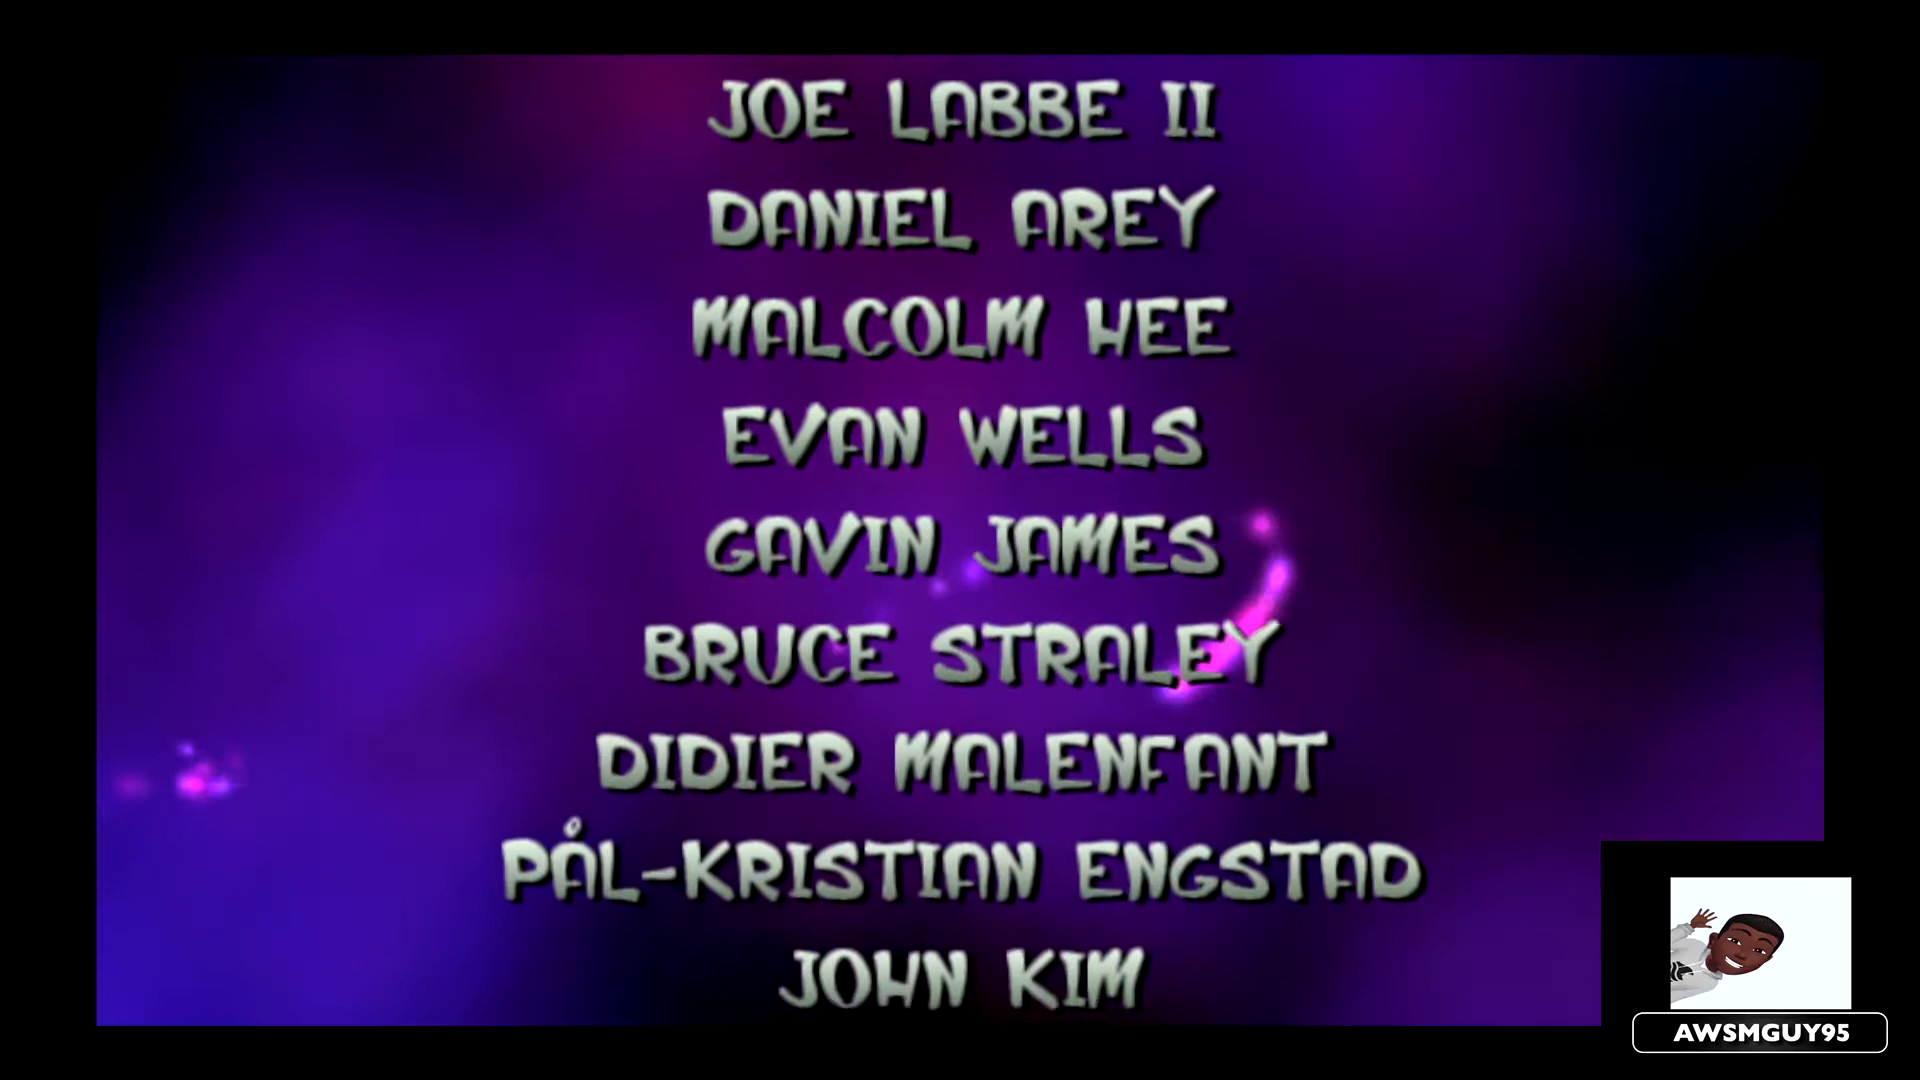 JOE LABBE II
DANIEL AREY
MALCOLM HEE
EVAN WELLS
GAVIN JAMES
BRUCE STRALEY
DIDIER MALENFANT
PÅL-KRISTIAN ENGSTAD
JOHN KIM
AWSMGUY95